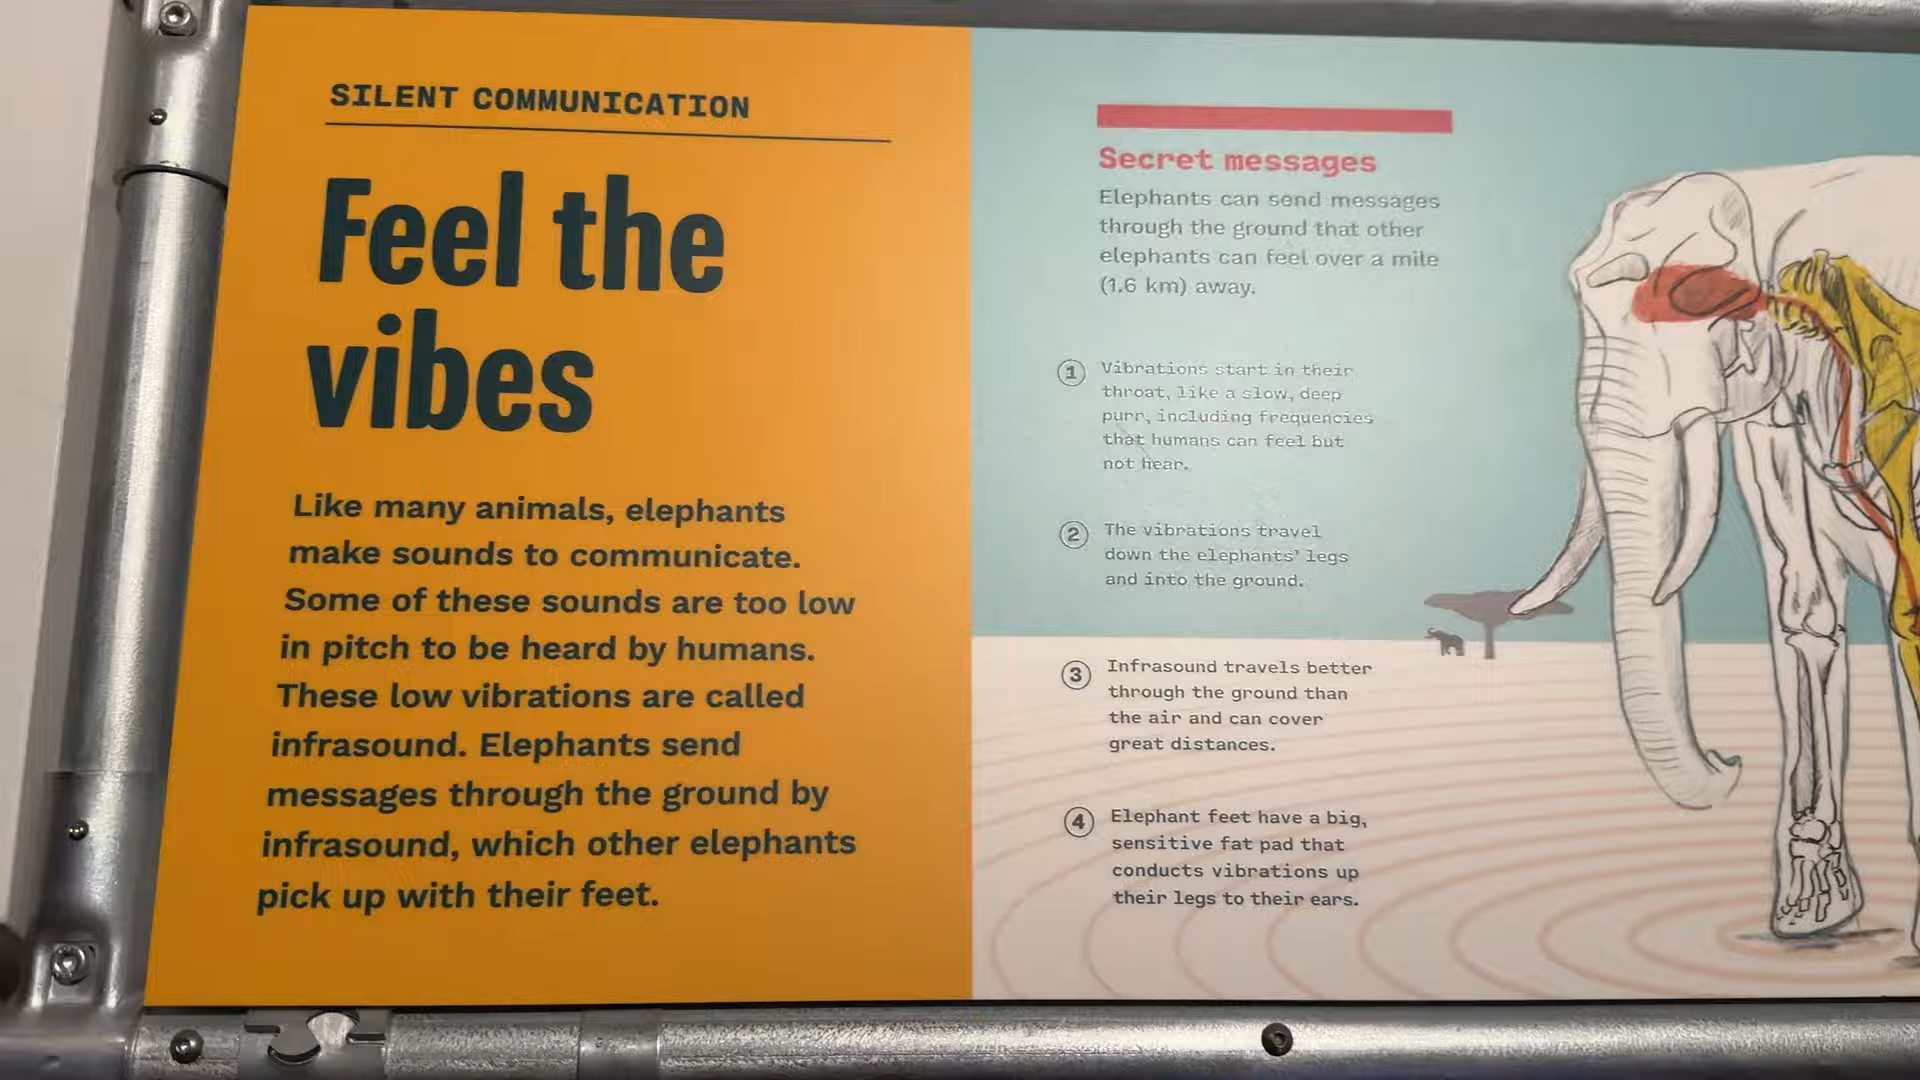 SILENT COMMUNICATION
Feel the
vibes
Like many animals, elephants
make sounds to communicate.
Some of these sounds are too low
in pitch to be heard by humans.
These low vibrations are called
infrasound. Elephants send
messages through the ground by
infrasound, which other elephants
pick up with their feet.
Secret messages
Elephants can send messages
through the ground that other
elephants can feel over a mile
(1.6 km) away.
1 Vibrations start in their
throat, like a slow, deep
purr, including frequencies
that humans can feel but
not hear.
2 The vibrations travel
down the elephants' legs
and into the ground.
3 Infrasound travels better
through the ground than
the air and can cover
great distances.
4 Elephant feet have a big,
sensitive fat pad that
conducts vibrations up
their legs to their ears.